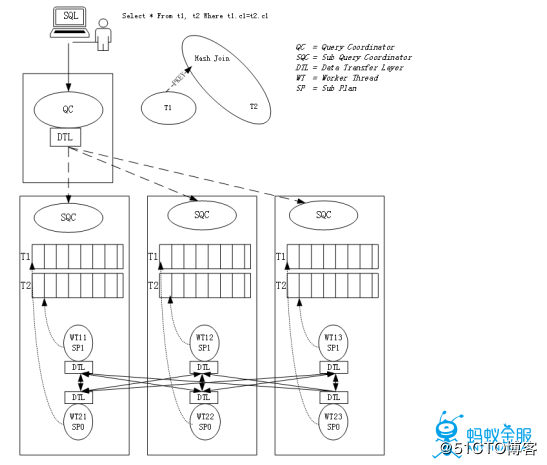 SQL
Select * From t1, t2 Where t1.c1=t2.c1
QC = Query Coordinator
SQC = Sub Query Coordinator
DTL = Data Transfer Layer
WT = Worker Thread
SP = Sub Plan
Hash Join
PKEY
T1
T2
QC
DTL
SQC
SQC
SQC
T1
T1
T1
T2
T2
T2
WT11
SP1
WT12
SP1
WT13
SP1
DTL
DTL
DTL
DTL
DTL
DTL
WT21
SP0
WT22
SP0
WT23
SP0
蚂蚁金服
@51CTO博客